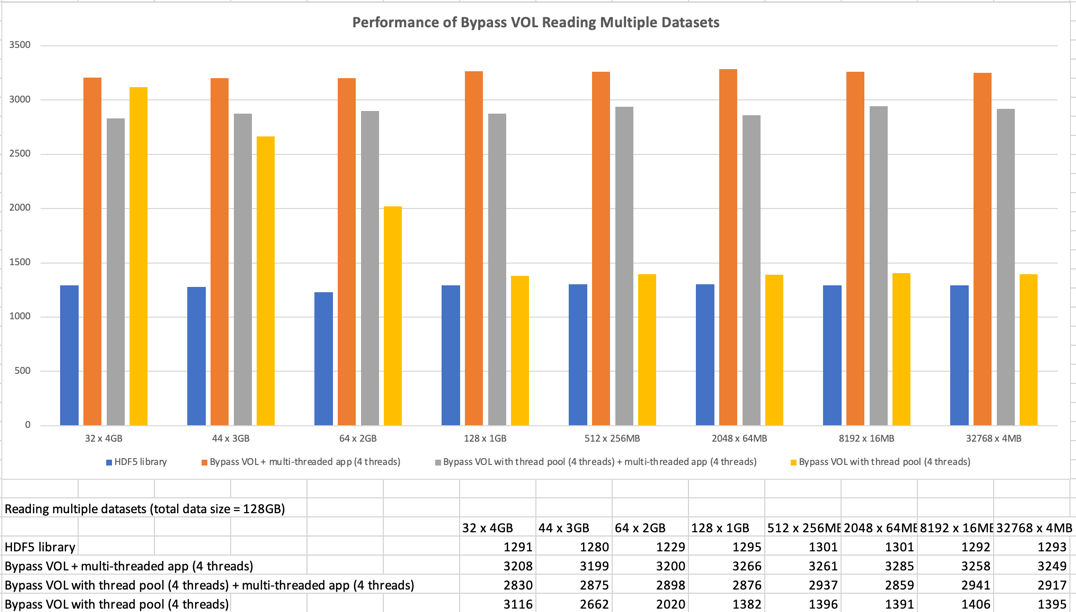 Performance of Bypass VOL Reading Multiple Datasets
3500
3000
2500
2000
1500
1000
500
0
32 x 4GB 44 x 3GB 64 x 2GB 128 x 1GB 512 x 256MB 2048 x 64MB 8192 x 16MB 32768 x 4MB
HDF5 library Bypass VOL + multi-threaded app (4 threads) Bypass VOL with thread pool (4 threads) + multi-threaded app (4 threads) Bypass VOL with thread pool (4 threads)
Reading multiple datasets (total data size = 128GB)
32 x 4GB 44 x 3GB 64 x 2GB 128 x 1GB 512 x 256ME 2048 x 64ME 8192 x 16ME 32768 x 4MB
HDF5 library 1291 1280 1229 1295 1301 1301 1292 1293
Bypass VOL + multi-threaded app (4 threads) 3208 3199 3200 3266 3261 3285 3258 3249
Bypass VOL with thread pool (4 threads) + multi-threaded app (4 threads) 2830 2875 2898 2876 2937 2859 2941 2917
Bypass VOL with thread pool (4 threads) 3116 2662 2020 1382 1396 1391 1406 1395